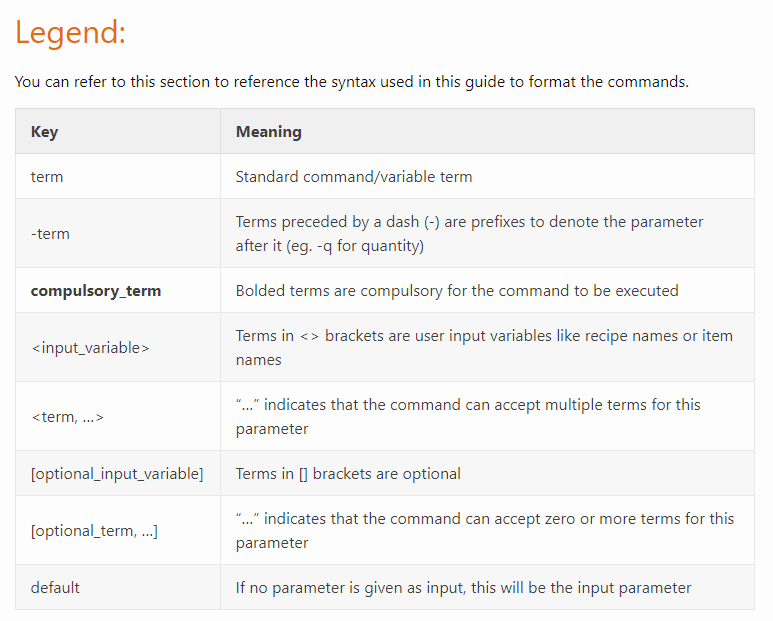 Legend:
You can refer to this section to reference the syntax used in this guide to format the commands.
Key Meaning
term Standard command/variable term
-term Terms preceded by a dash (-) are prefixes to denote the parameter
after it (eg. -q for quantity)
compulsory_term Bolded terms are compulsory for the command to be executed
<input_variable> Terms in <> brackets are user input variables like recipe names or item
names
<term, ...> “...” indicates that the command can accept multiple terms for this
parameter
[optional_input_variable] Terms in [] brackets are optional
[optional_term, ...] “...” indicates that the command can accept zero or more terms for this
parameter
default If no parameter is given as input, this will be the input parameter